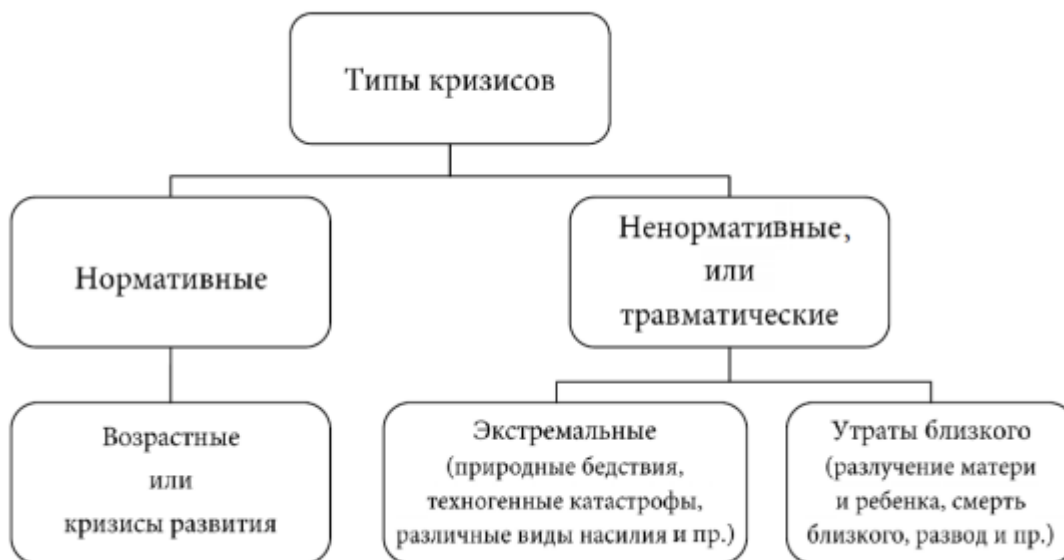 Типы кризисов
Нормативные
Ненормативные,
или
травматические
Возрастные
или
кризисы развития
Экстремальные
(природные бедствия,
техногенные катастрофы,
различные виды насилия и пр.)
Утраты близкого
(разлучение матери
и ребенка, смерть
близкого, развод и пр.)